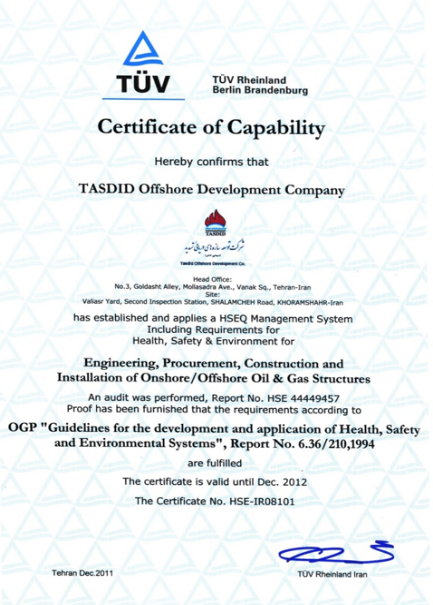 TÜV
TÜV Rheinland
Berlin Brandenburg
Certificate of Capability
Hereby confirms that
TASDID Offshore Development Company
TASDID
شرکت توسعه سازه های دریائی تسدید
Tasdid Offshore Development Co.
Head Office:
No.3, Goldasht Alley, Mollasadra Ave., Vanak Sq., Tehran-Iran
Site:
Valiasr Yard, Second Inspection Station, SHALAMCHEH Road, KHORAMSHAHR-Iran
has established and applies a HSEQ Management System
Including Requirements for
Health, Safety & Environment for
Engineering, Procurement, Construction and
Installation of Onshore/Offshore Oil & Gas Structures
An audit was performed, Report No. HSE 44449457
Proof has been furnished that the requirements according to
OGP "Guidelines for the development and application of Health, Safety
and Environmental Systems", Report No. 6.36/210,1994
are fulfilled
The certificate is valid until Dec. 2012
The Certificate No. HSE-IR08101
Tehran Dec.2011
TÜV Rheinland Iran